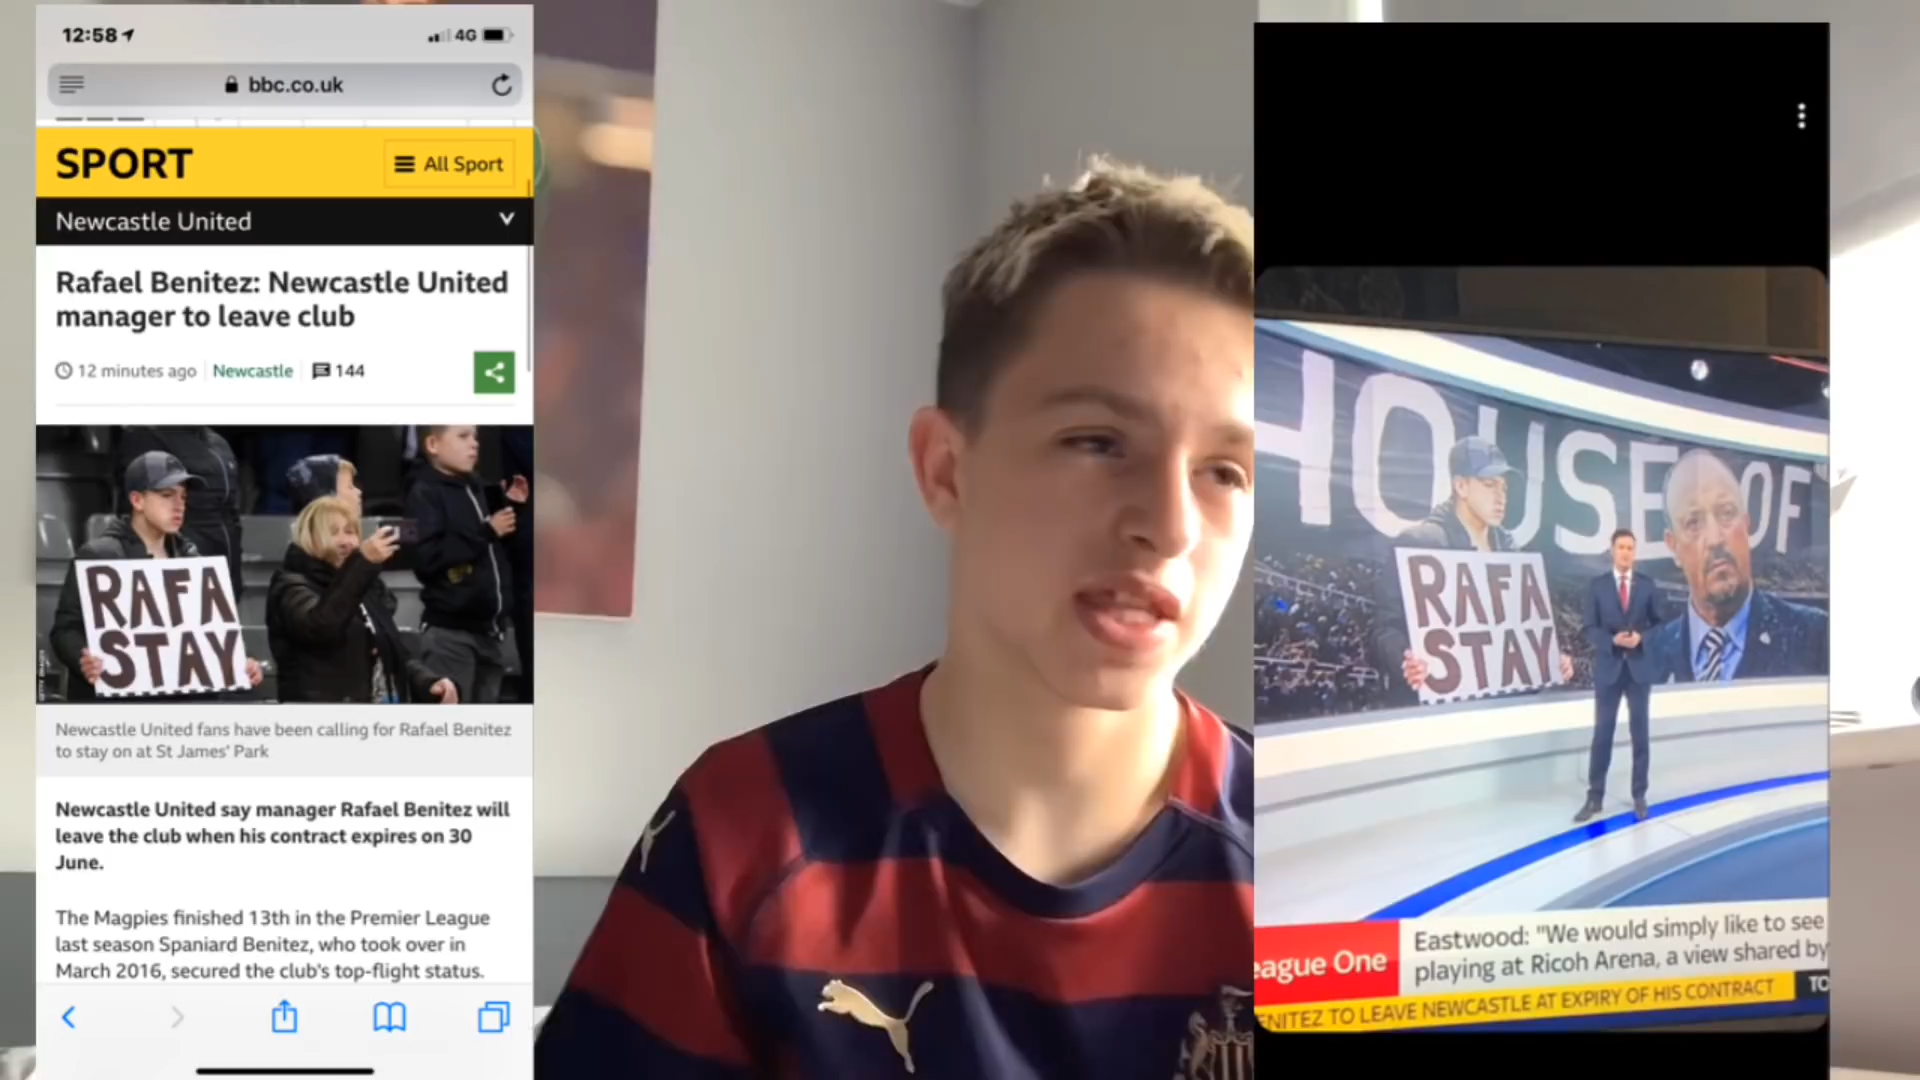 12:58
4G
bbc.co.uk
SPORT
All Sport
Newcastle United
Rafael Benitez: Newcastle United
manager to leave club
12 minutes ago
Newcastle
144
RAFA
STAY
GETTY IMAGES
Newcastle United fans have been calling for Rafael Benitez
to stay on at St James' Park
Newcastle United say manager Rafael Benitez will
leave the club when his contract expires on 30
June.
The Magpies finished 13th in the Premier League
last season Spaniard Benitez, who took over in
March 2016, secured the club's top-flight status.
HOUSE OF
RAFA
STAY
eague One
Eastwood: "We would simply like to see
playing at Ricoh Arena, a view shared by
ENITEZ TO LEAVE NEWCASTLE AT EXPIRY OF HIS CONTRACT
TO